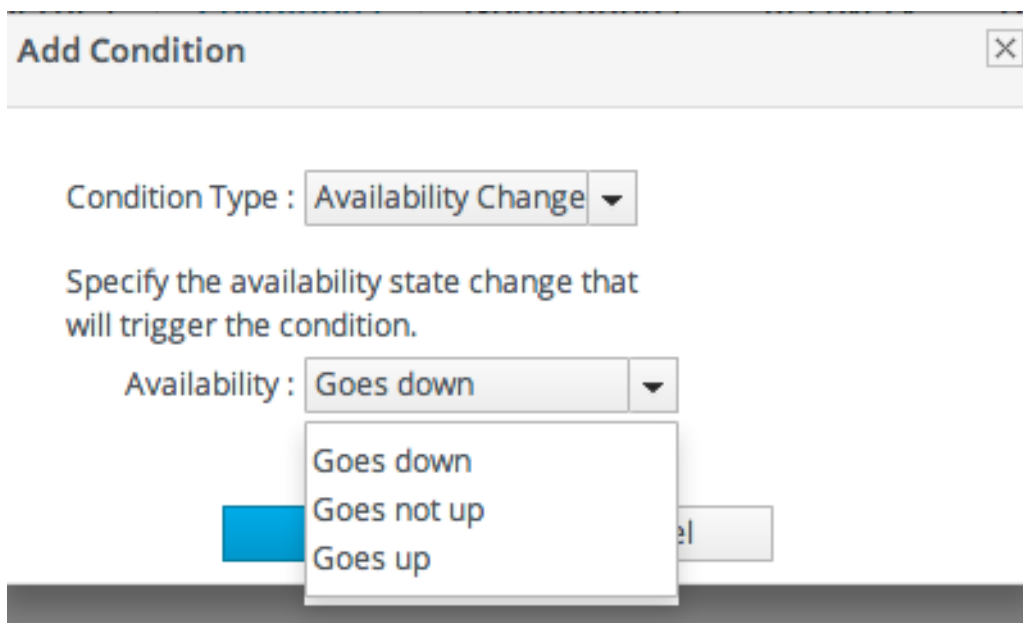 Add Condition
Condition Type : Availability Change
Specify the availability state change that
will trigger the condition.
Availability : Goes down
Goes down
Goes not up
Goes up